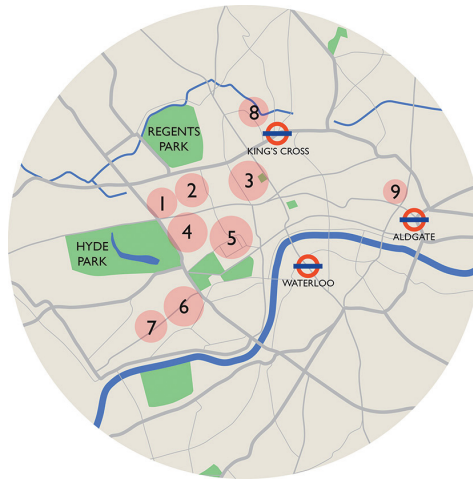 8
REGENTS
PARK
KING'S CROSS
3
2
9
1
4
5
ALDGATE
HYDE
PARK
WATERLOO
6
7